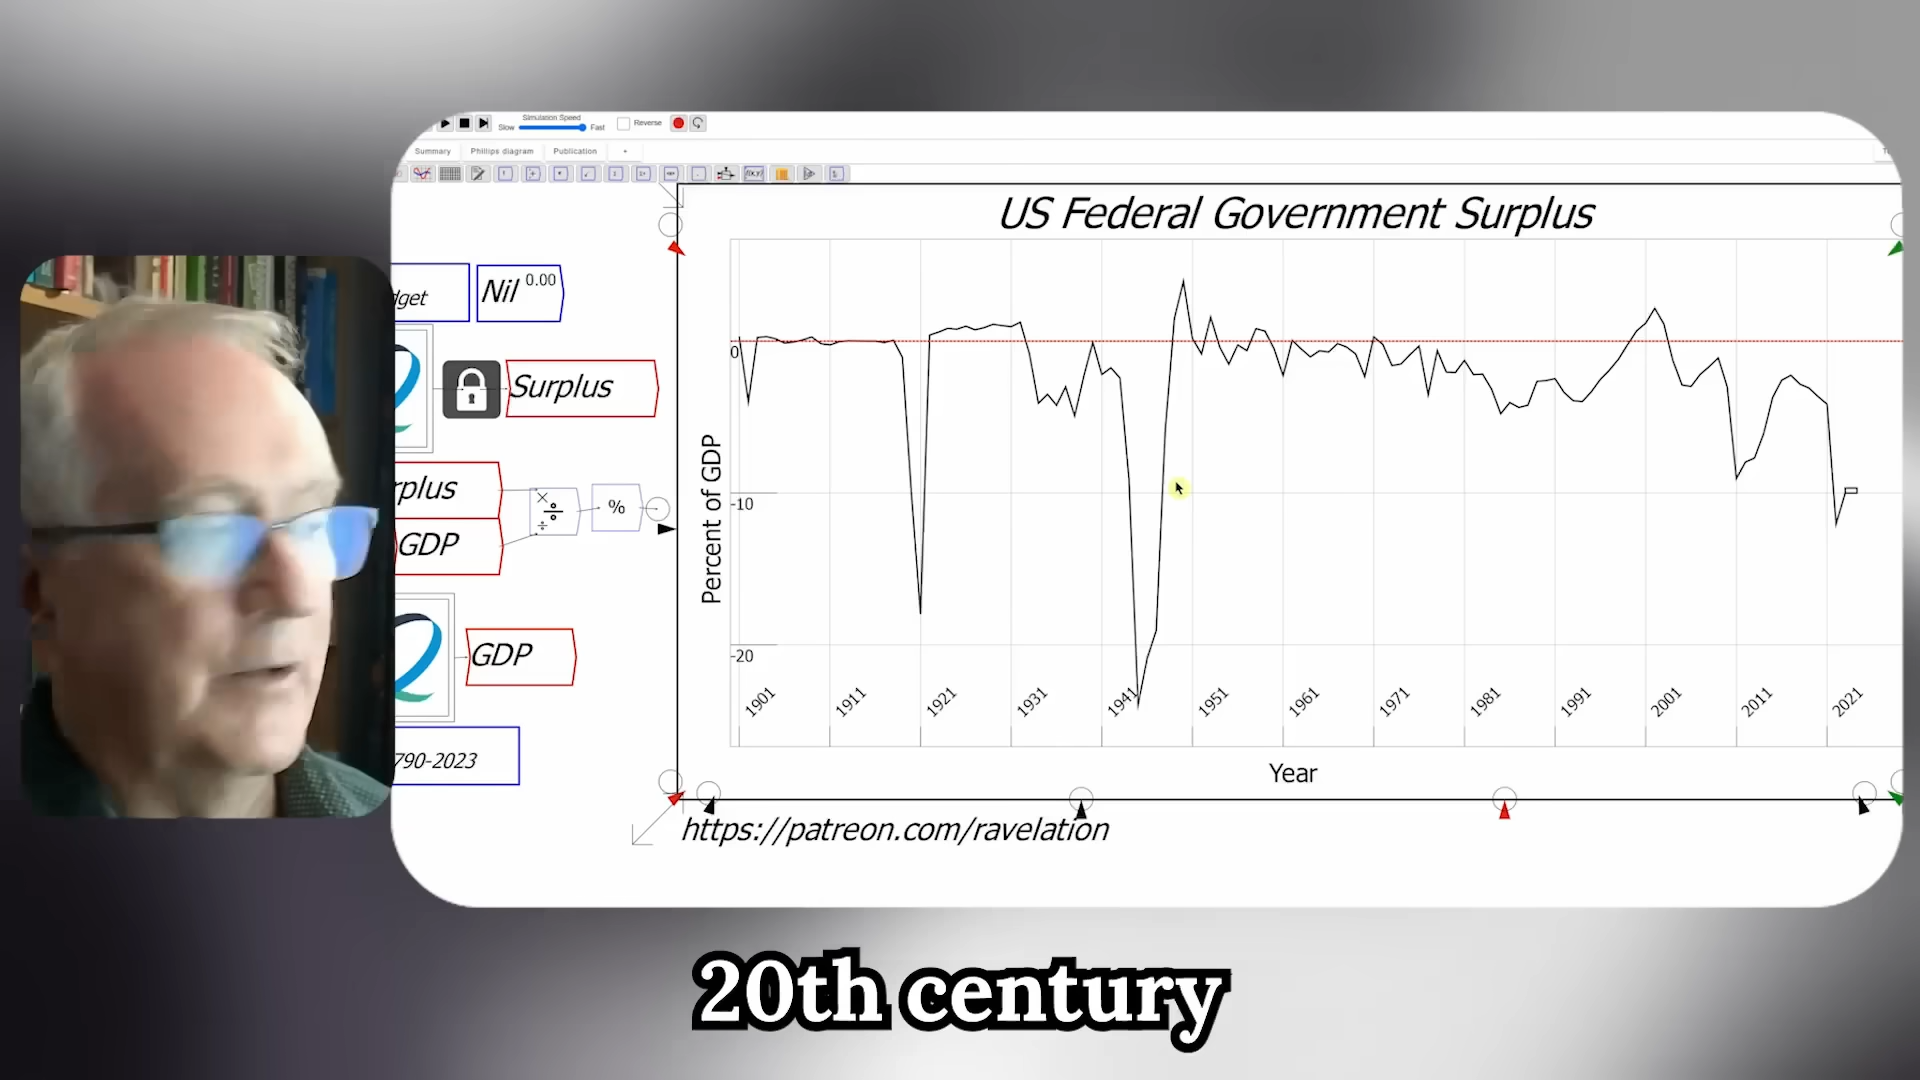 Simulation Speed
Slow Fast Reverse
Summary Phillips diagram Publication +
US Federal Government Surplus
dget
Nil 0.00
Surplus
rplus
GDP
×
÷
%
GDP
790-2023
Percent of GDP
0
-10
-20
1901 1911 1921 1931 1941 1951 1961 1971 1981 1991 2001 2011 2021
Year
https://patreon.com/ravelation
20th century